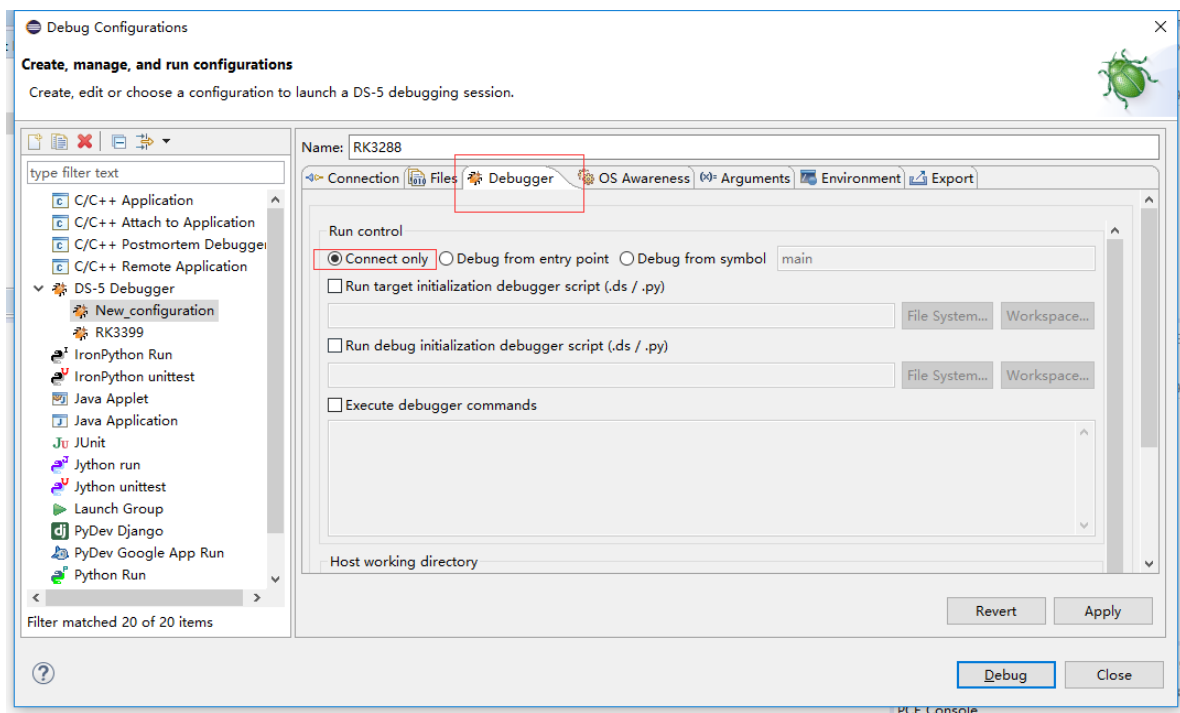 Debug Configurations
Create, manage, and run configurations
Create, edit or choose a configuration to launch a DS-5 debugging session.
type filter text
C/C++ Application
C/C++ Attach to Application
C/C++ Postmortem Debugger
C/C++ Remote Application
DS-5 Debugger
New_configuration
RK3399
IronPython Run
IronPython unittest
Java Applet
Java Application
Ju JUnit
Jython run
Jython unittest
Launch Group
dj PyDev Django
PyDev Google App Run
Python Run
Filter matched 20 of 20 items
Name: RK3288
Connection Files Debugger OS Awareness (x)= Arguments Environment Export
Run control
Connect only Debug from entry point Debug from symbol main
Run target initialization debugger script (.ds / .py)
File System... Workspace...
Run debug initialization debugger script (.ds / .py)
File System... Workspace...
Execute debugger commands
Host working directory
Revert Apply
Debug Close
PCE Console